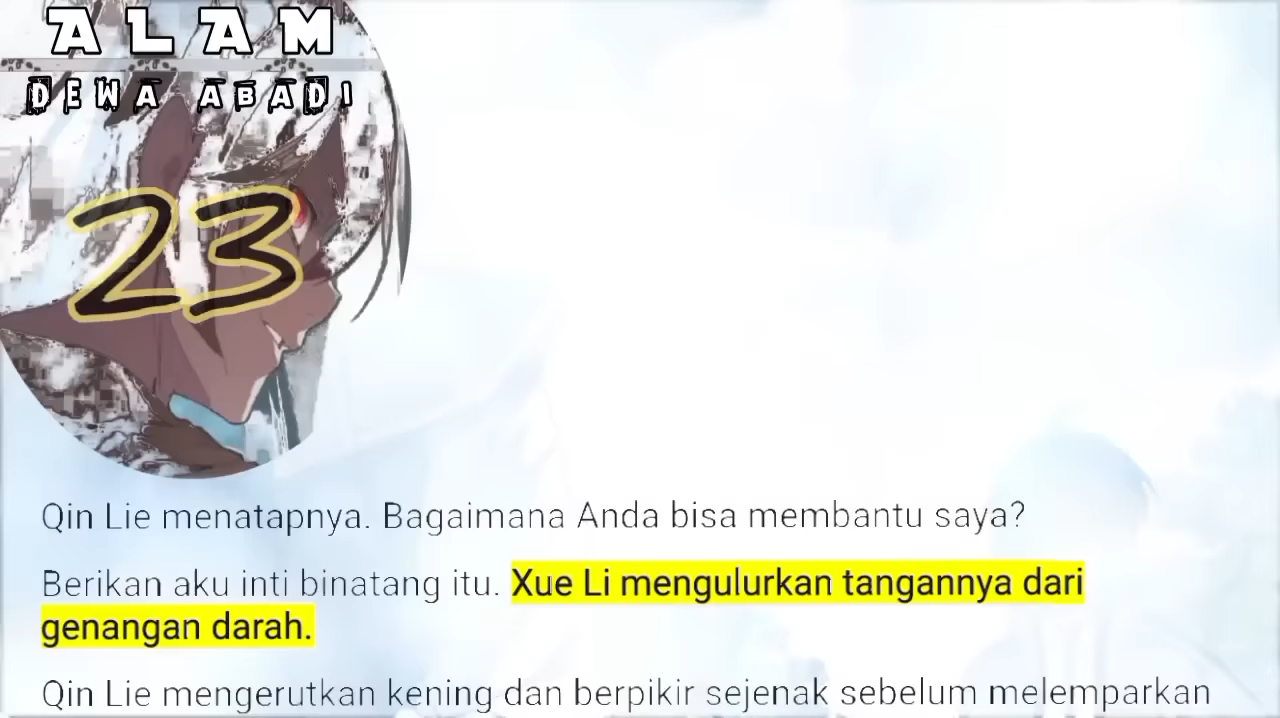 ALAM
DEWA ABADI
23
Qin Lie menatapnya. Bagaimana Anda bisa membantu saya?
Berikan aku inti binatang itu. Xue Li mengulurkan tangannya dari
genangan darah.
Qin Lie mengerutkan kening dan berpikir sejenak sebelum melemparkan